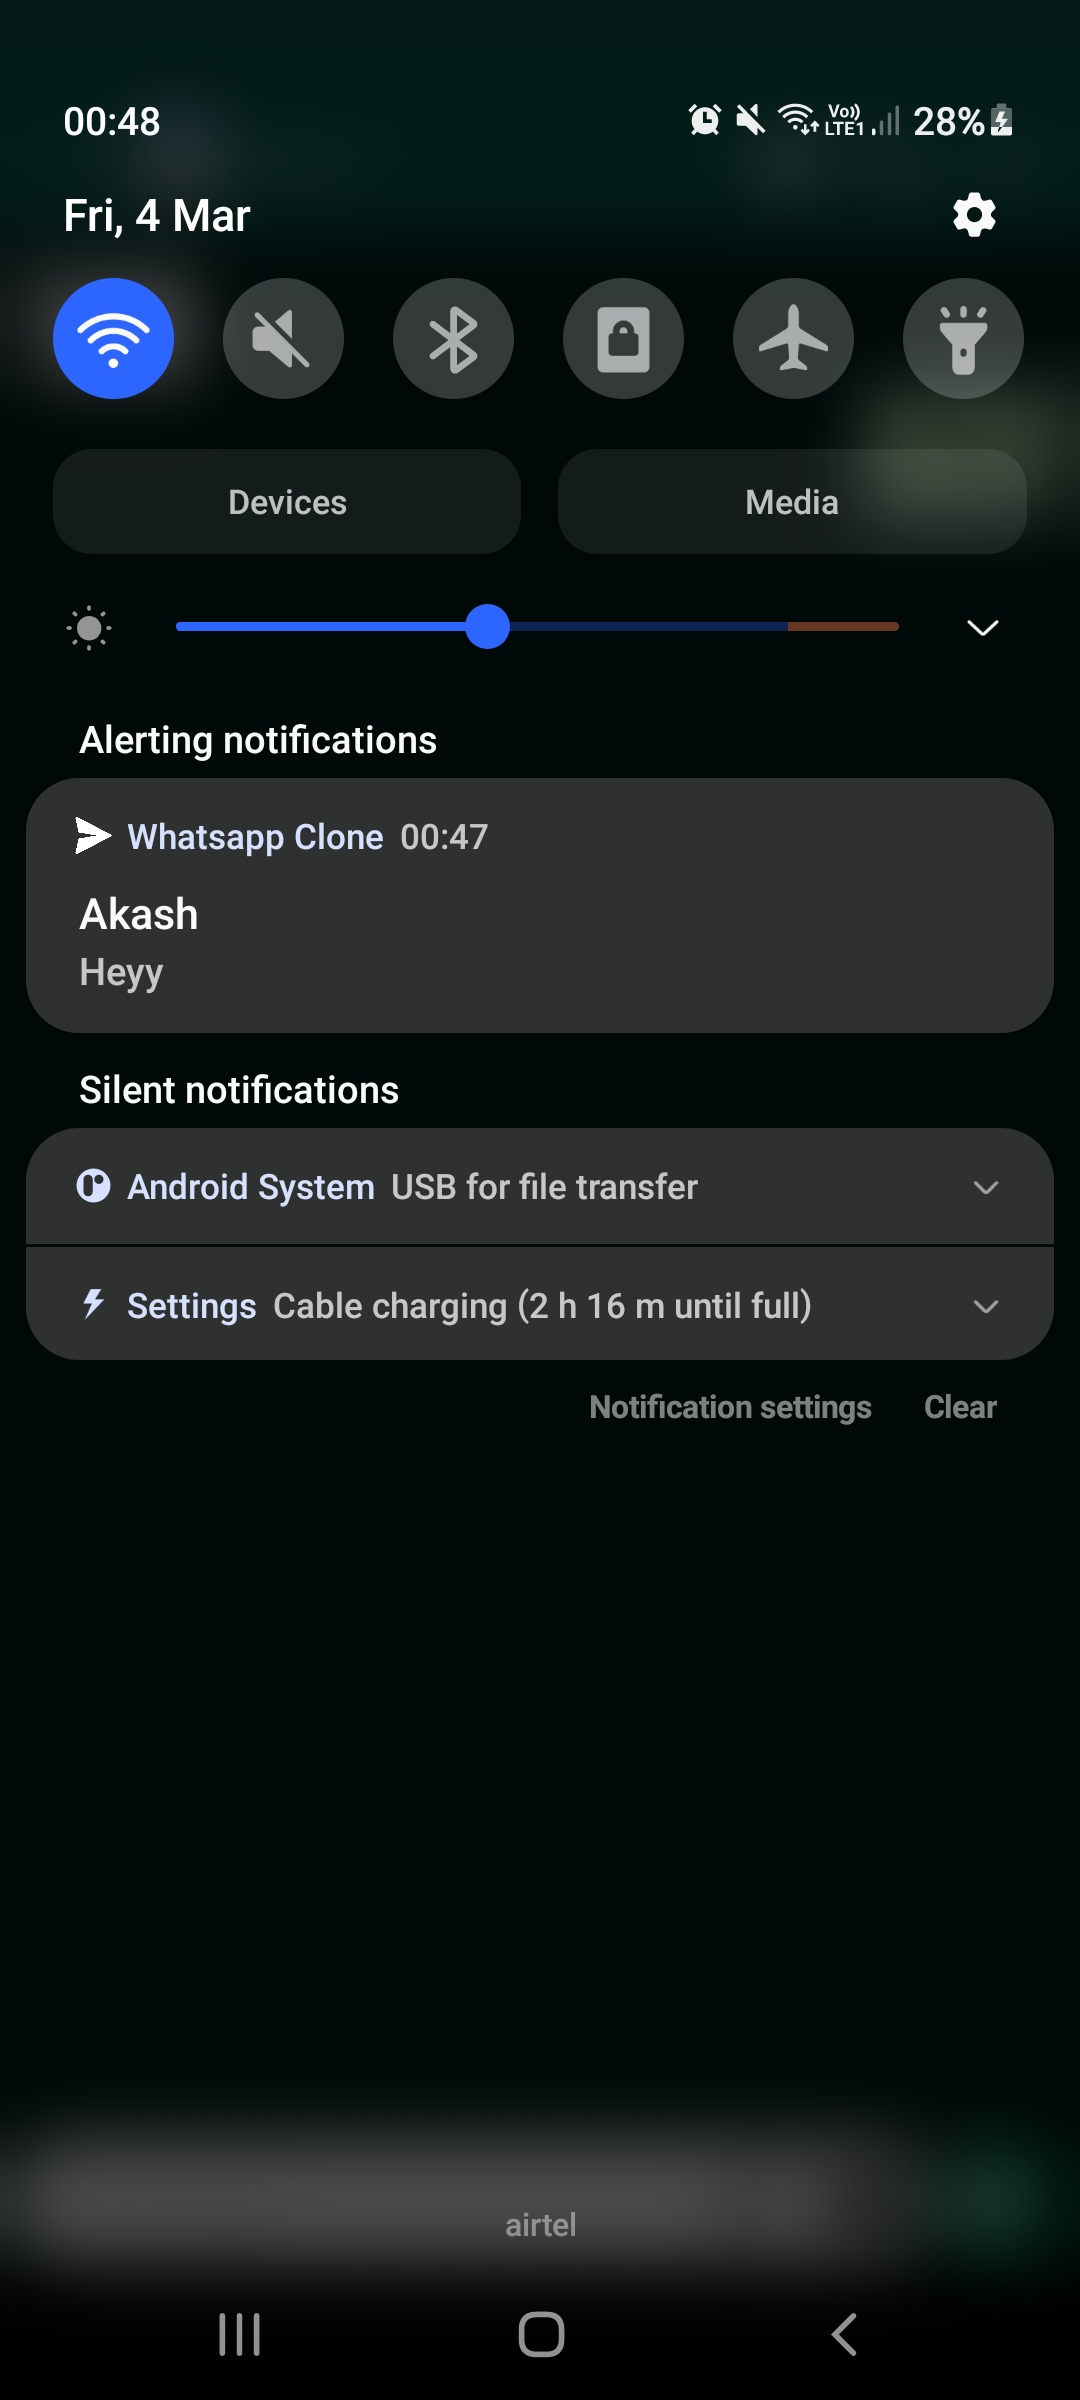 00:48 Vo)) LTE1 28%
Fri, 4 Mar
Devices Media
Alerting notifications
Whatsapp Clone 00:47
Akash
Heyy
Silent notifications
Android System USB for file transfer
Settings Cable charging (2 h 16 m until full)
Notification settings Clear
airtel